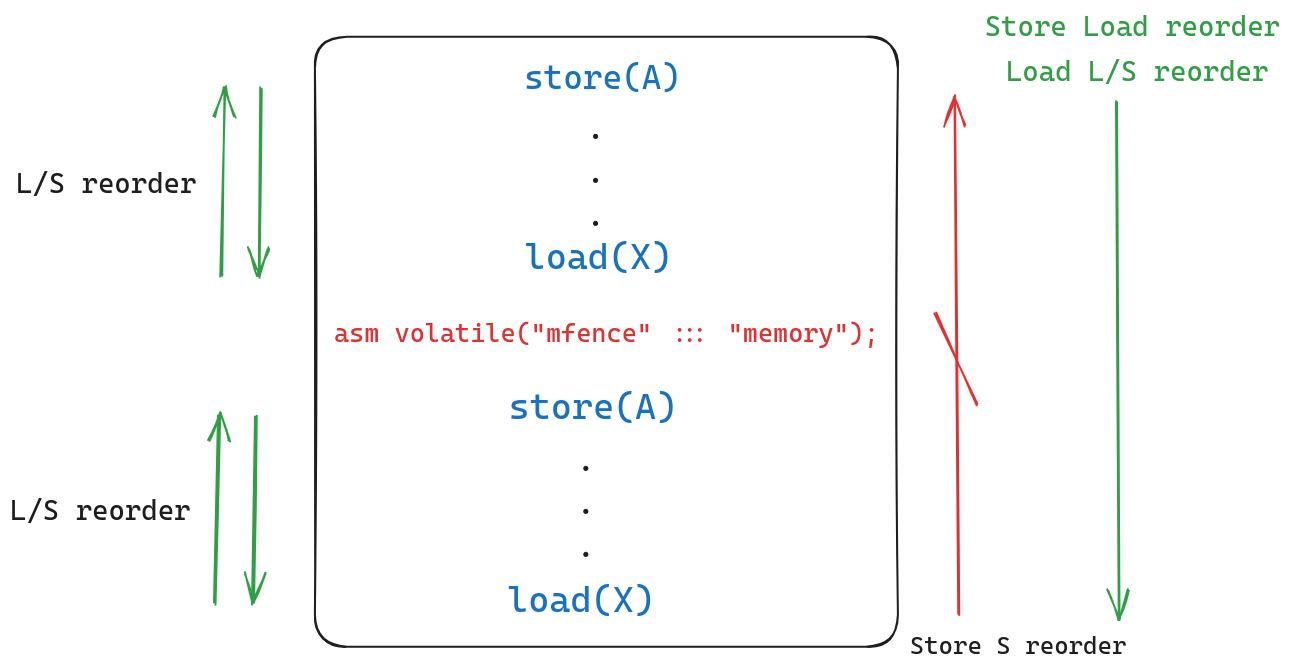 Store Load reorder
Load L/S reorder
store(A)
.
.
.
L/S reorder
load(X)
asm volatile("mfence" ::: "memory");
store(A)
.
.
.
L/S reorder
load(X)
Store S reorder